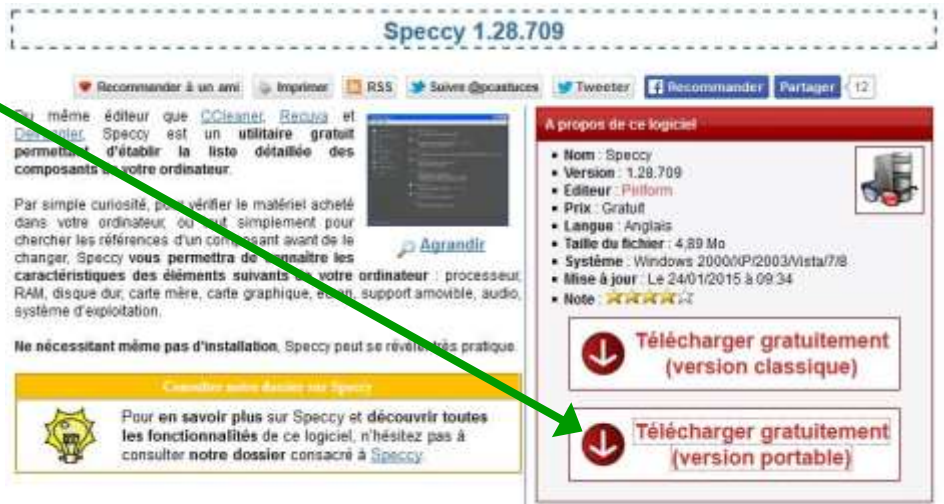 Speccy 1.28.709
Recommander à un ami Imprimer RSS Suivre @pcastuces Tweeter Recommander Partager 12
Du même éditeur que CCleaner, Recuva et
Speccy est un utilitaire gratuit
permettant d'établir la liste détaillée des
composants de votre ordinateur.
Par simple curiosité, pour vérifier le matériel acheté
dans votre ordinateur, ou tout simplement pour
chercher les références d'un composant avant de le
changer, Speccy vous permettra de connaître les
caractéristiques des éléments suivants de votre ordinateur : processeur,
RAM, disque dur, carte mère, carte graphique, écran, support amovible, audio,
système d'exploitation.
Agrandir
Ne nécessitant même pas d'installation, Speccy peut se révéler très pratique.
Consulter notre dossier sur Speccy
Pour en savoir plus sur Speccy et découvrir toutes
les fonctionnalités de ce logiciel, n'hésitez pas à
consulter notre dossier consacré à Speccy
A propos de ce logiciel
Nom : Speccy
Version : 1.28.709
Editeur : Piriform
Prix : Gratuit
Langue : Anglais
Taille du fichier : 4,89 Mo
Système : Windows 2000/XP/2003/Vista/7/8
Mise à jour : Le 24/01/2015 à 09:34
Note :
Télécharger gratuitement
(version classique)
Télécharger gratuitement
(version portable)